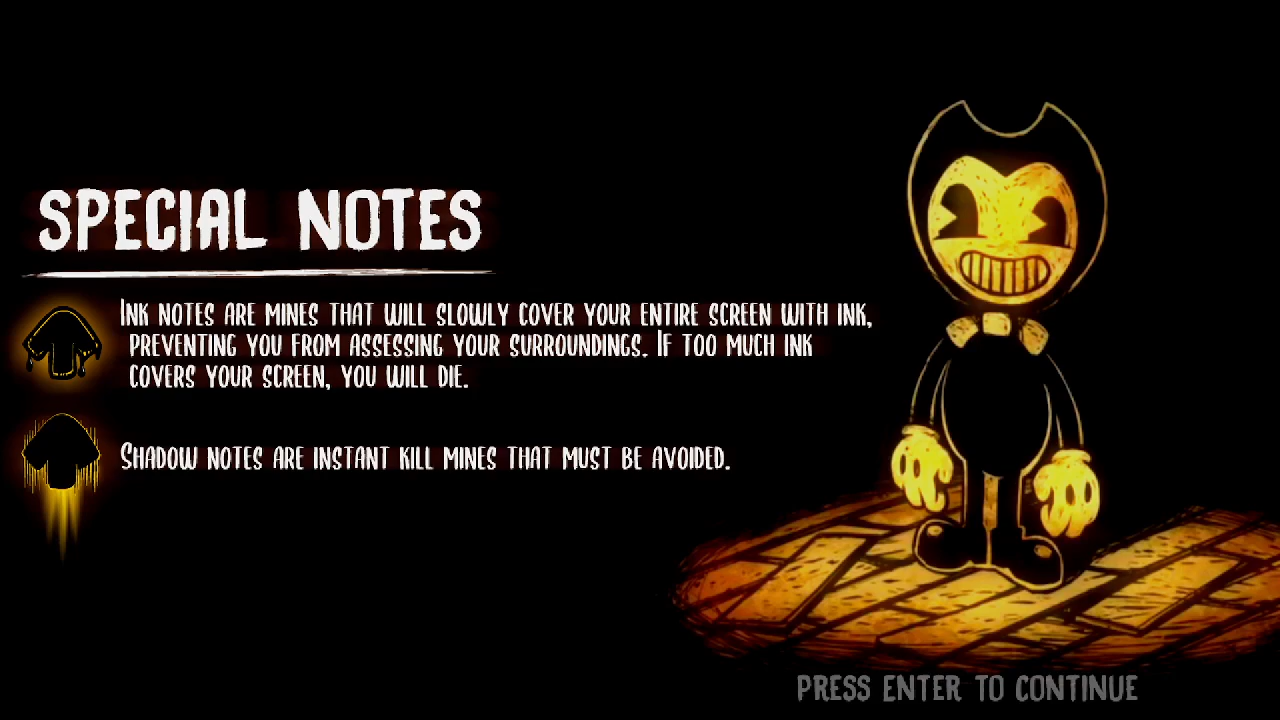 SPECIAL NOTES
INK NOTES ARE MINES THAT WILL SLOWLY COVER YOUR ENTIRE SCREEN WITH INK,
PREVENTING YOU FROM ASSESSING YOUR SURROUNDINGS. IF TOO MUCH INK
COVERS YOUR SCREEN, YOU WILL DIE.
SHADOW NOTES ARE INSTANT KILL MINES THAT MUST BE AVOIDED.
PRESS ENTER TO CONTINUE